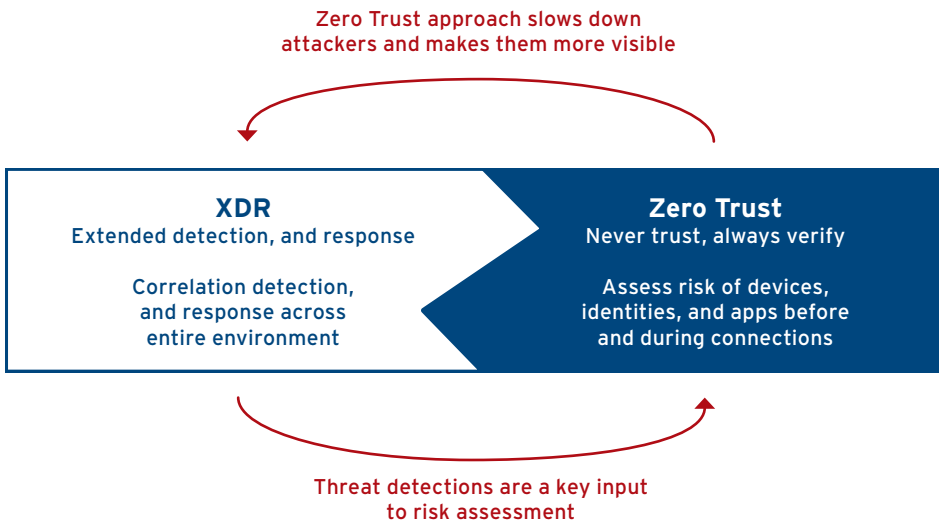 Zero Trust approach slows down
attackers and makes them more visible
XDR
Extended detection, and response
Correlation detection,
and response across
entire environment
Zero Trust
Never trust, always verify
Assess risk of devices,
identities, and apps before
and during connections
Threat detections are a key input
to risk assessment